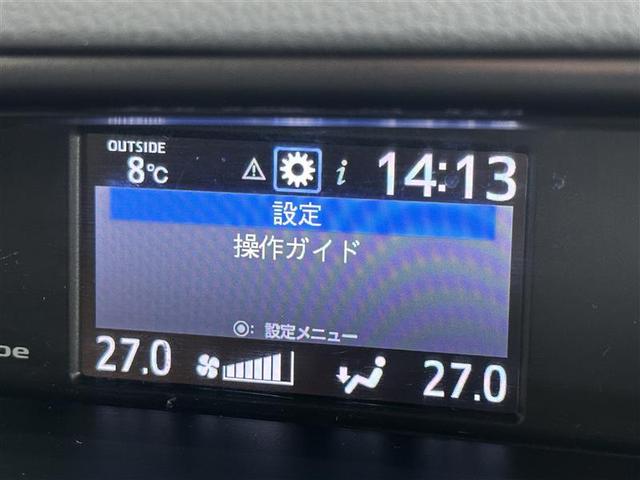 OUTSIDE
8℃ i 14:13
設定
操作ガイド
◉: 設定メニュー
27.0 27.0